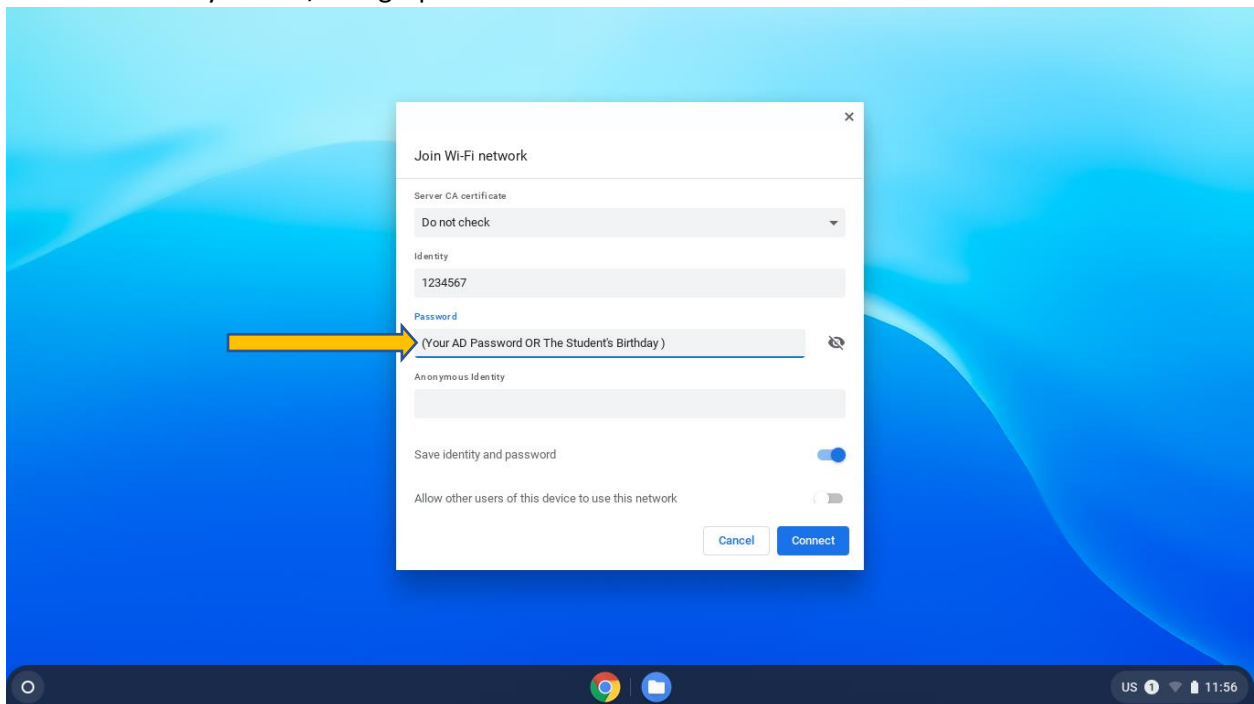 ×
Join Wi-Fi network
Server CA certificate
Do not check
Identity
1234567
Password
(Your AD Password OR The Student's Birthday )
Anonymous Identity
Save identity and password
Allow other users of this device to use this network
Cancel Connect
US 1 11:56